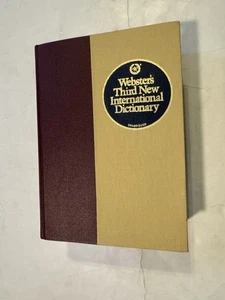 Webster's
Third New
International
Dictionary